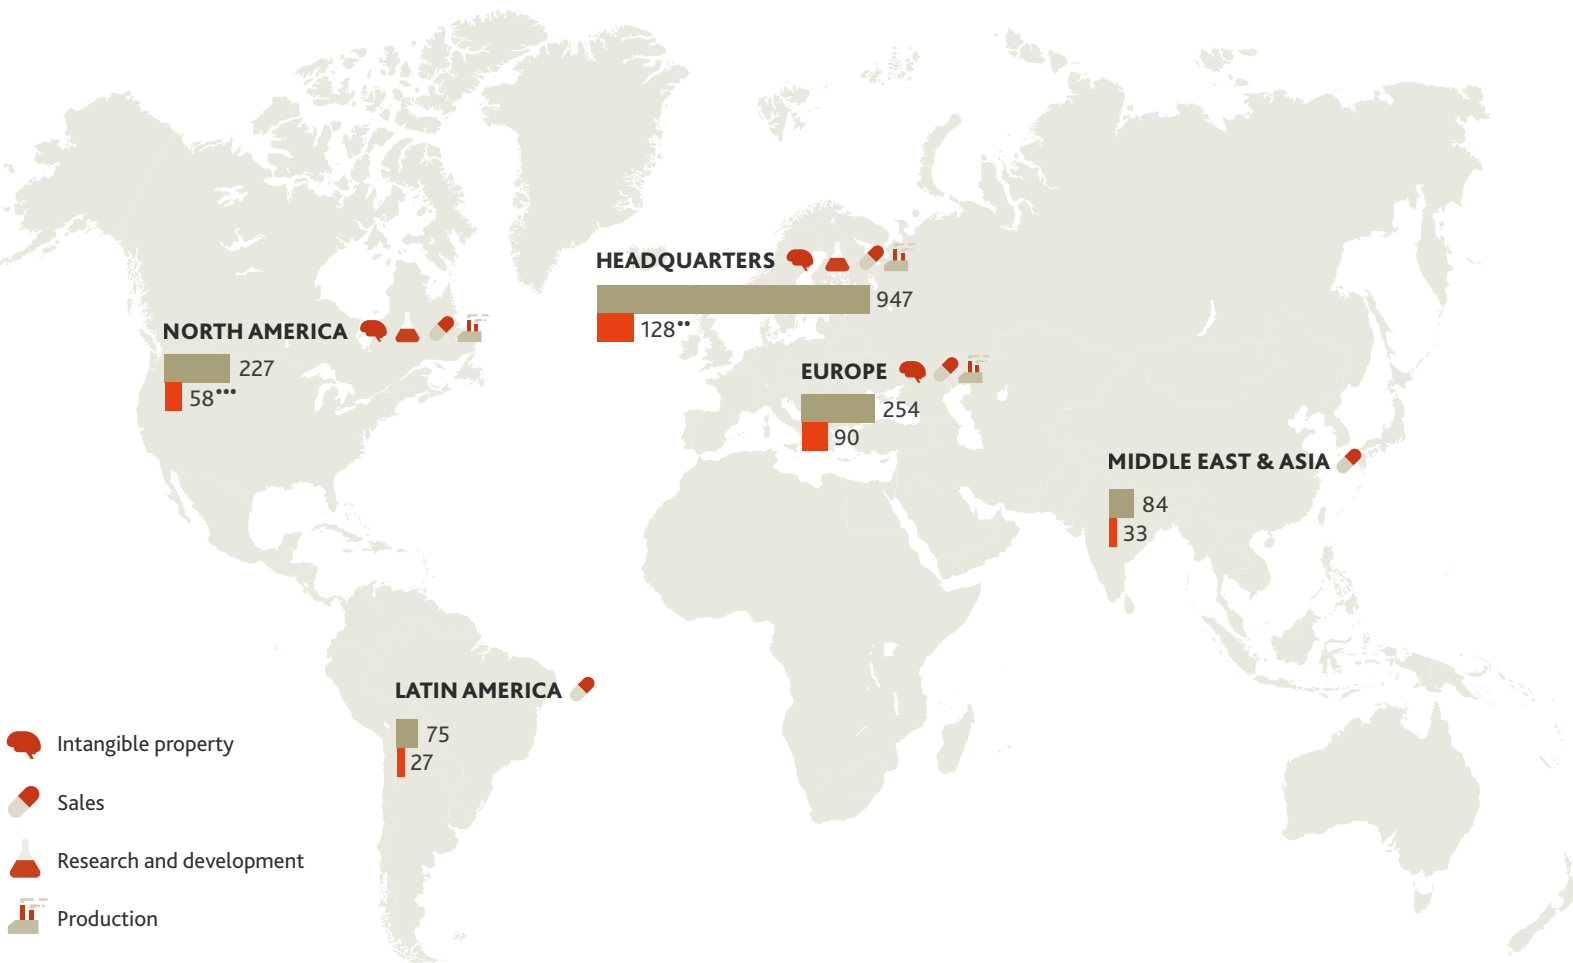 HEADQUARTERS
947
128••
NORTH AMERICA
227
58•••
EUROPE
254
90
MIDDLE EAST & ASIA
84
33
LATIN AMERICA
75
27
Intangible property
Sales
Research and development
Production